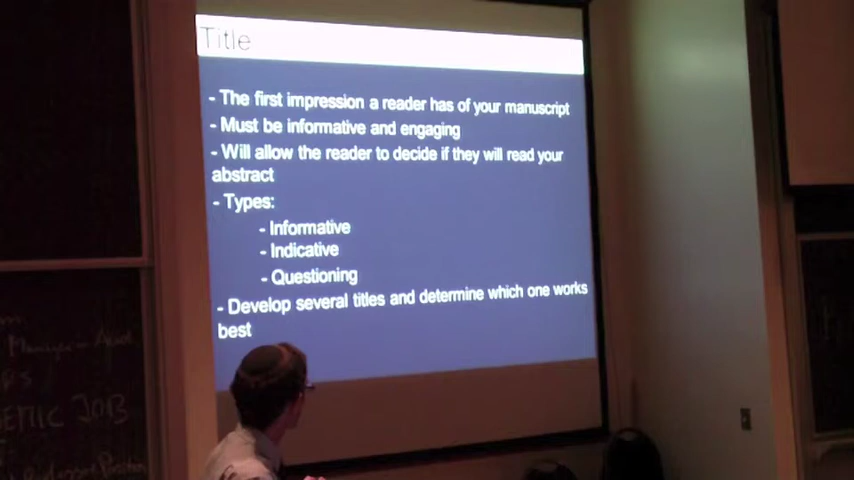 Title
- The first impression a reader has of your manuscript
- Must be informative and engaging
- Will allow the reader to decide if they will read your
abstract
- Types:
- Informative
- Indicative
- Questioning
- Develop several titles and determine which one works
best
JOB